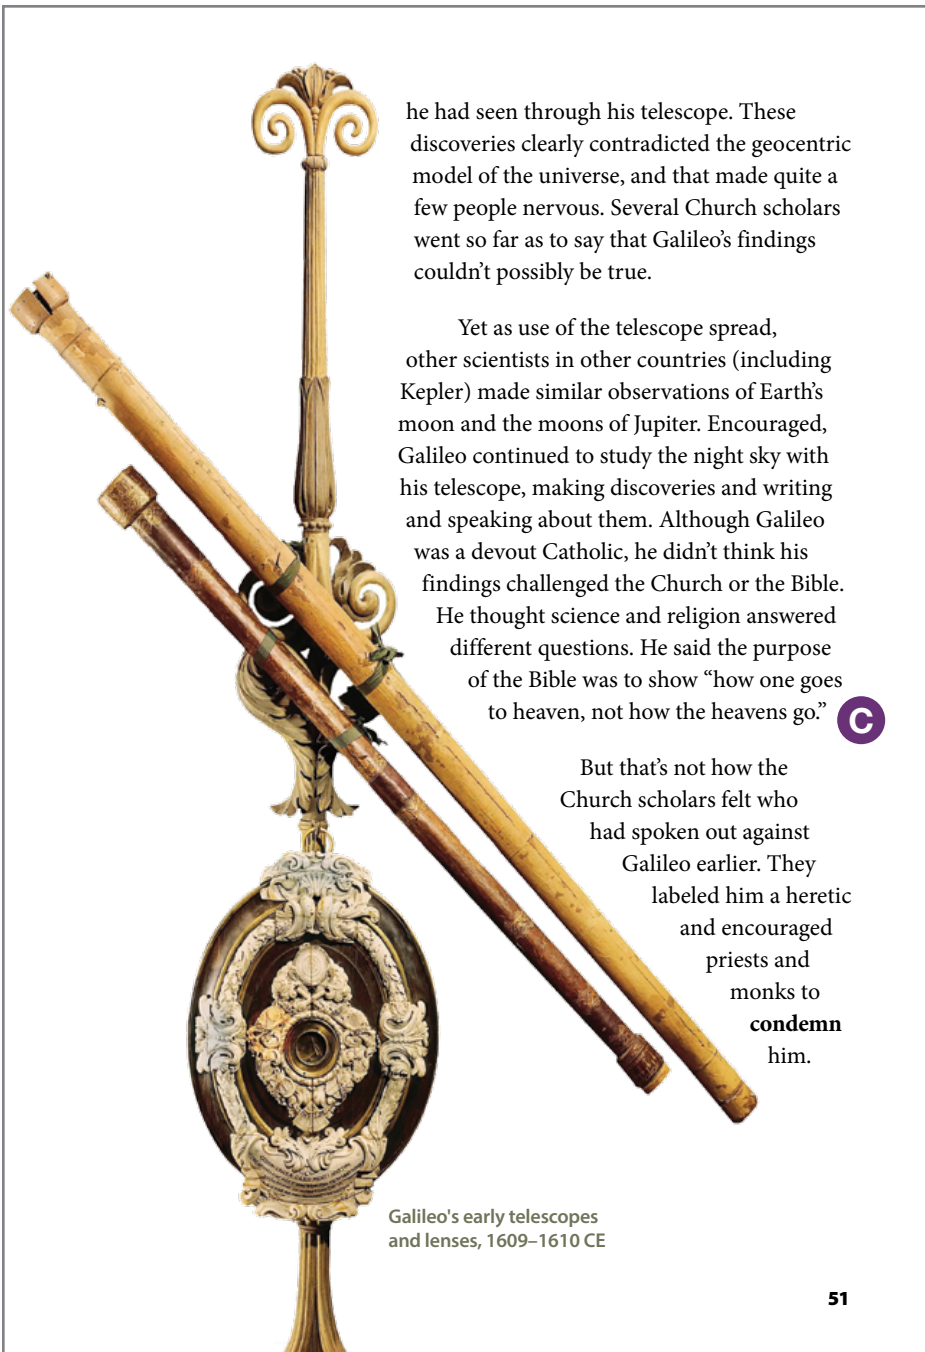 he had seen through his telescope. These
discoveries clearly contradicted the geocentric
model of the universe, and that made quite a
few people nervous. Several Church scholars
went so far as to say that Galileo’s findings
couldn’t possibly be true.
Yet as use of the telescope spread,
other scientists in other countries (including
Kepler) made similar observations of Earth’s
moon and the moons of Jupiter. Encouraged,
Galileo continued to study the night sky with
his telescope, making discoveries and writing
and speaking about them. Although Galileo
was a devout Catholic, he didn’t think his
findings challenged the Church or the Bible.
He thought science and religion answered
different questions. He said the purpose
of the Bible was to show “how one goes
to heaven, not how the heavens go.”
C
But that’s not how the
Church scholars felt who
had spoken out against
Galileo earlier. They
labeled him a heretic
and encouraged
priests and
monks to
condemn
him.
Galileo's early telescopes
and lenses, 1609–1610 CE
51